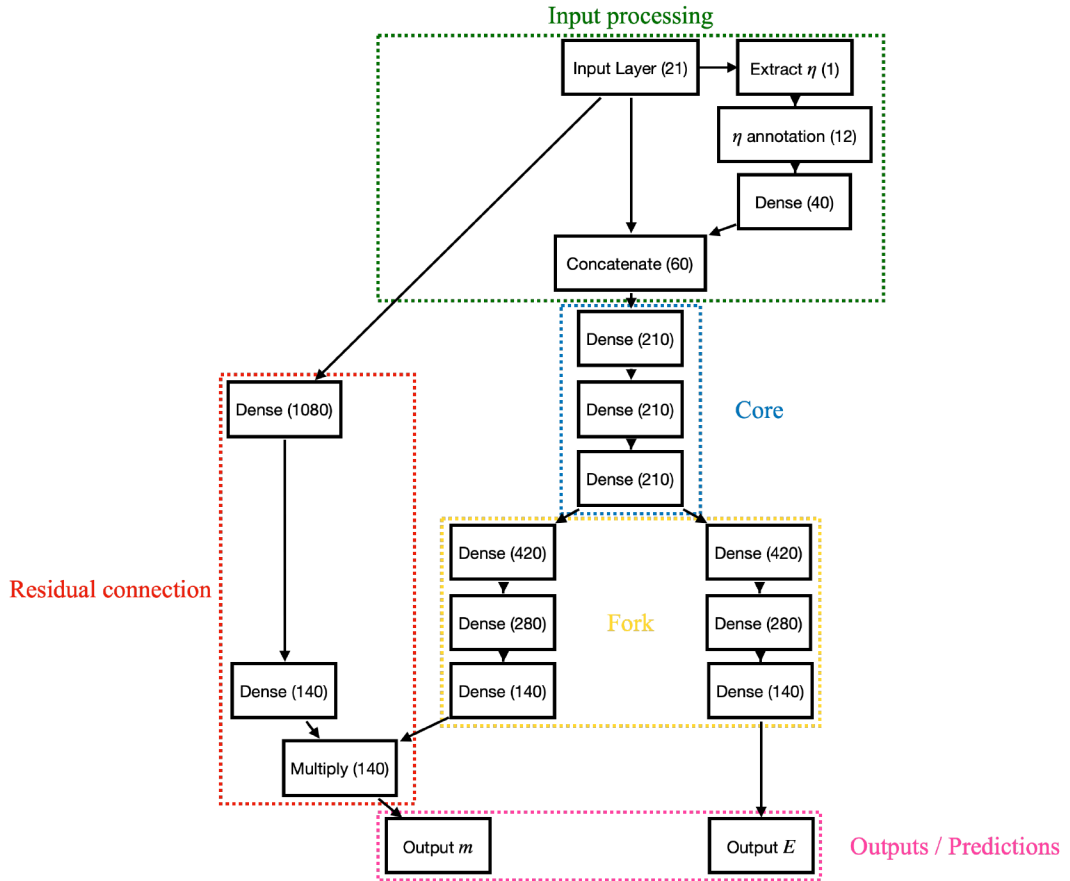 Input processing
Input Layer (21)
Extract η (1)
η annotation (12)
Dense (40)
Concatenate (60)
Dense (210)
Dense (1080)
Dense (210)
Core
Dense (210)
Dense (420)
Dense (420)
Residual connection
Dense (280)
Fork
Dense (280)
Dense (140)
Dense (140)
Dense (140)
Multiply (140)
Output m
Output E
Outputs / Predictions